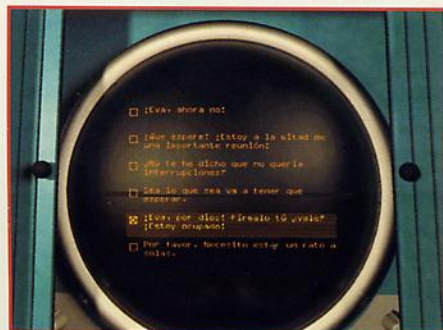 ¡Eva, ahora no!
¡Que espere! ¡Estoy a la mitad de
una importante reunión!
¿No te he dicho que no quería
interrupciones?
Sea lo que sea va a tener que
esperar.
¡Eva, por dios! Fírmalo tú ¿vale?
¡Estoy ocupado!
Por favor. Necesito estar un rato a
solas.